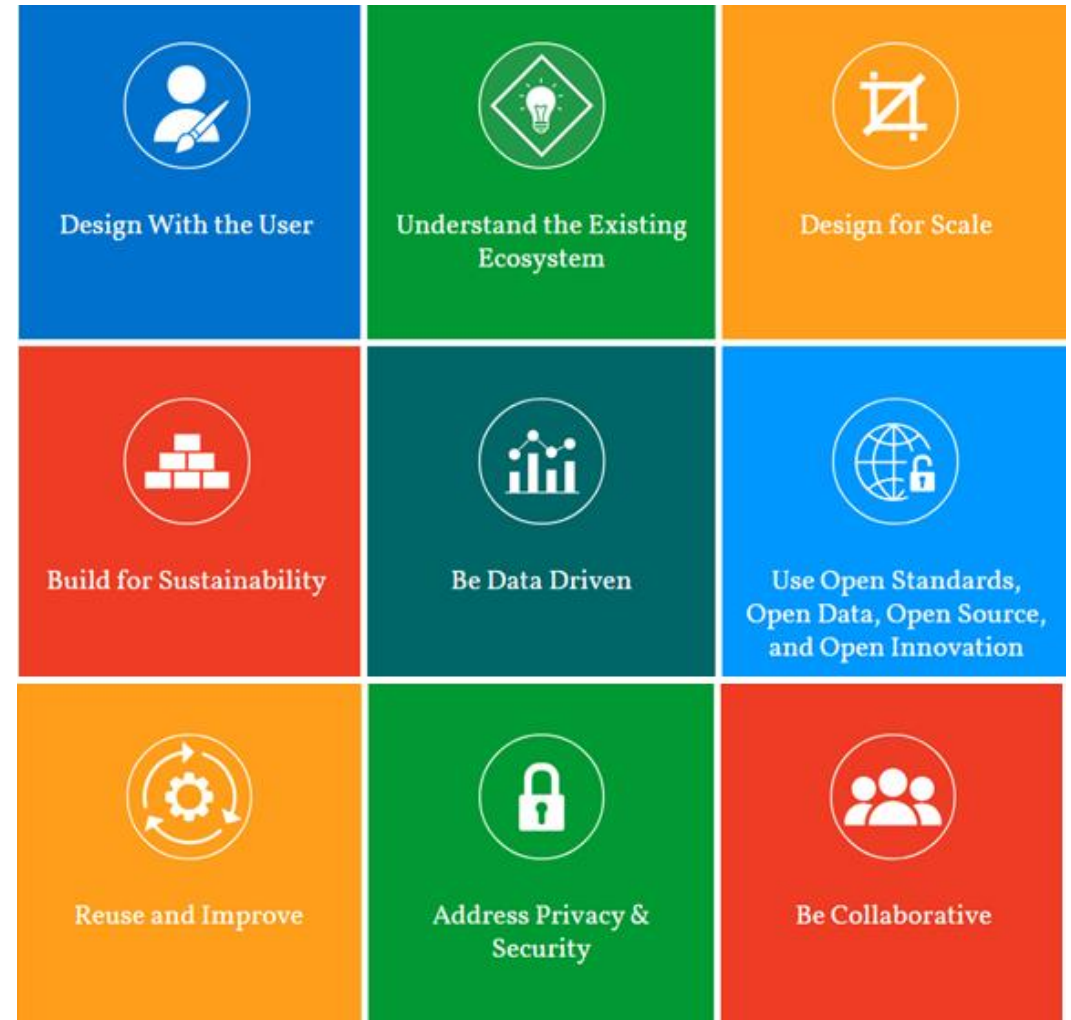 Design With the User
Understand the Existing
Ecosystem
Design for Scale
Build for Sustainability
Be Data Driven
Use Open Standards,
Open Data, Open Source,
and Open Innovation
Reuse and Improve
Address Privacy &
Security
Be Collaborative